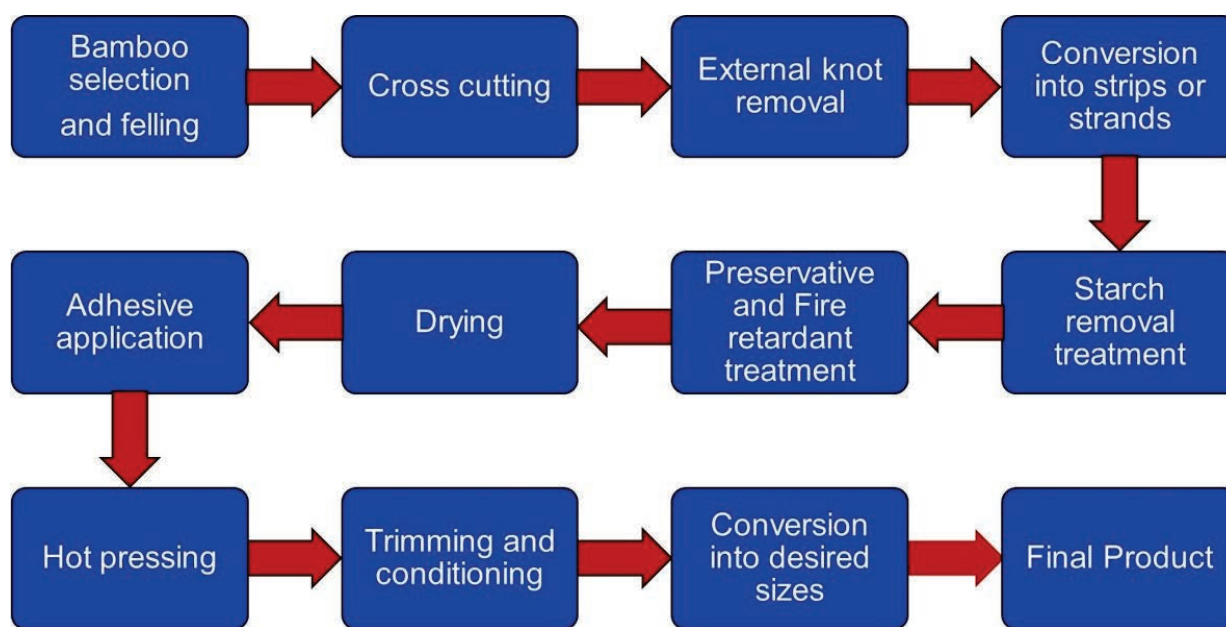 Bamboo
selection
and felling
Cross cutting
External knot
removal
Conversion
into strips or
strands
Starch
removal
treatment
Preservative
and Fire
retardant
treatment
Drying
Adhesive
application
Hot pressing
Trimming and
conditioning
Conversion
into desired
sizes
Final Product